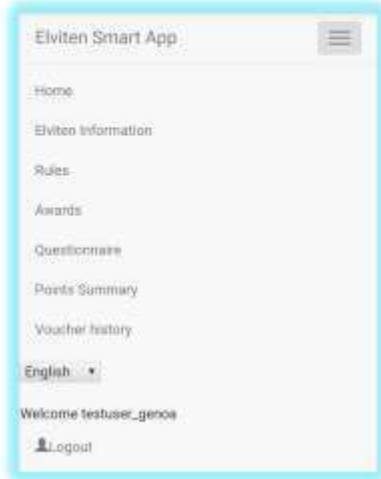 Elviten Smart App
Home
Elviten Information
Rules
Awards
Questionnaire
Points Summary
Voucher history
English
Welcome testuser_genoa
Logout